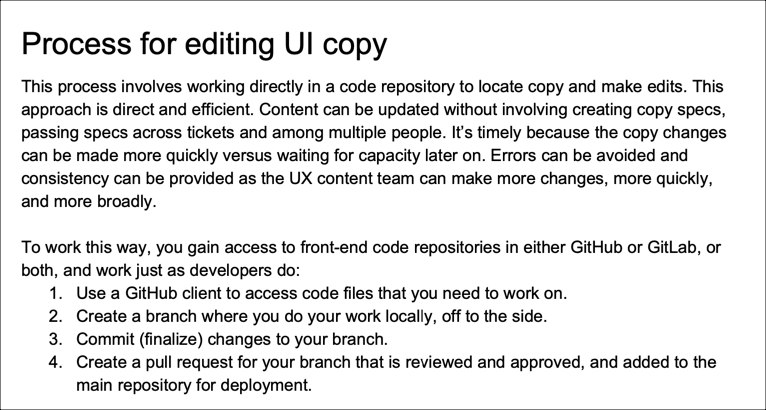 Process for editing UI copy
This process involves working directly in a code repository to locate copy and make edits. This
approach is direct and efficient. Content can be updated without involving creating copy specs,
passing specs across tickets and among multiple people. It’s timely because the copy changes
can be made more quickly versus waiting for capacity later on. Errors can be avoided and
consistency can be provided as the UX content team can make more changes, more quickly,
and more broadly.
To work this way, you gain access to front-end code repositories in either GitHub or GitLab, or
both, and work just as developers do:
1. Use a GitHub client to access code files that you need to work on.
2. Create a branch where you do your work locally, off to the side.
3. Commit (finalize) changes to your branch.
4. Create a pull request for your branch that is reviewed and approved, and added to the
main repository for deployment.